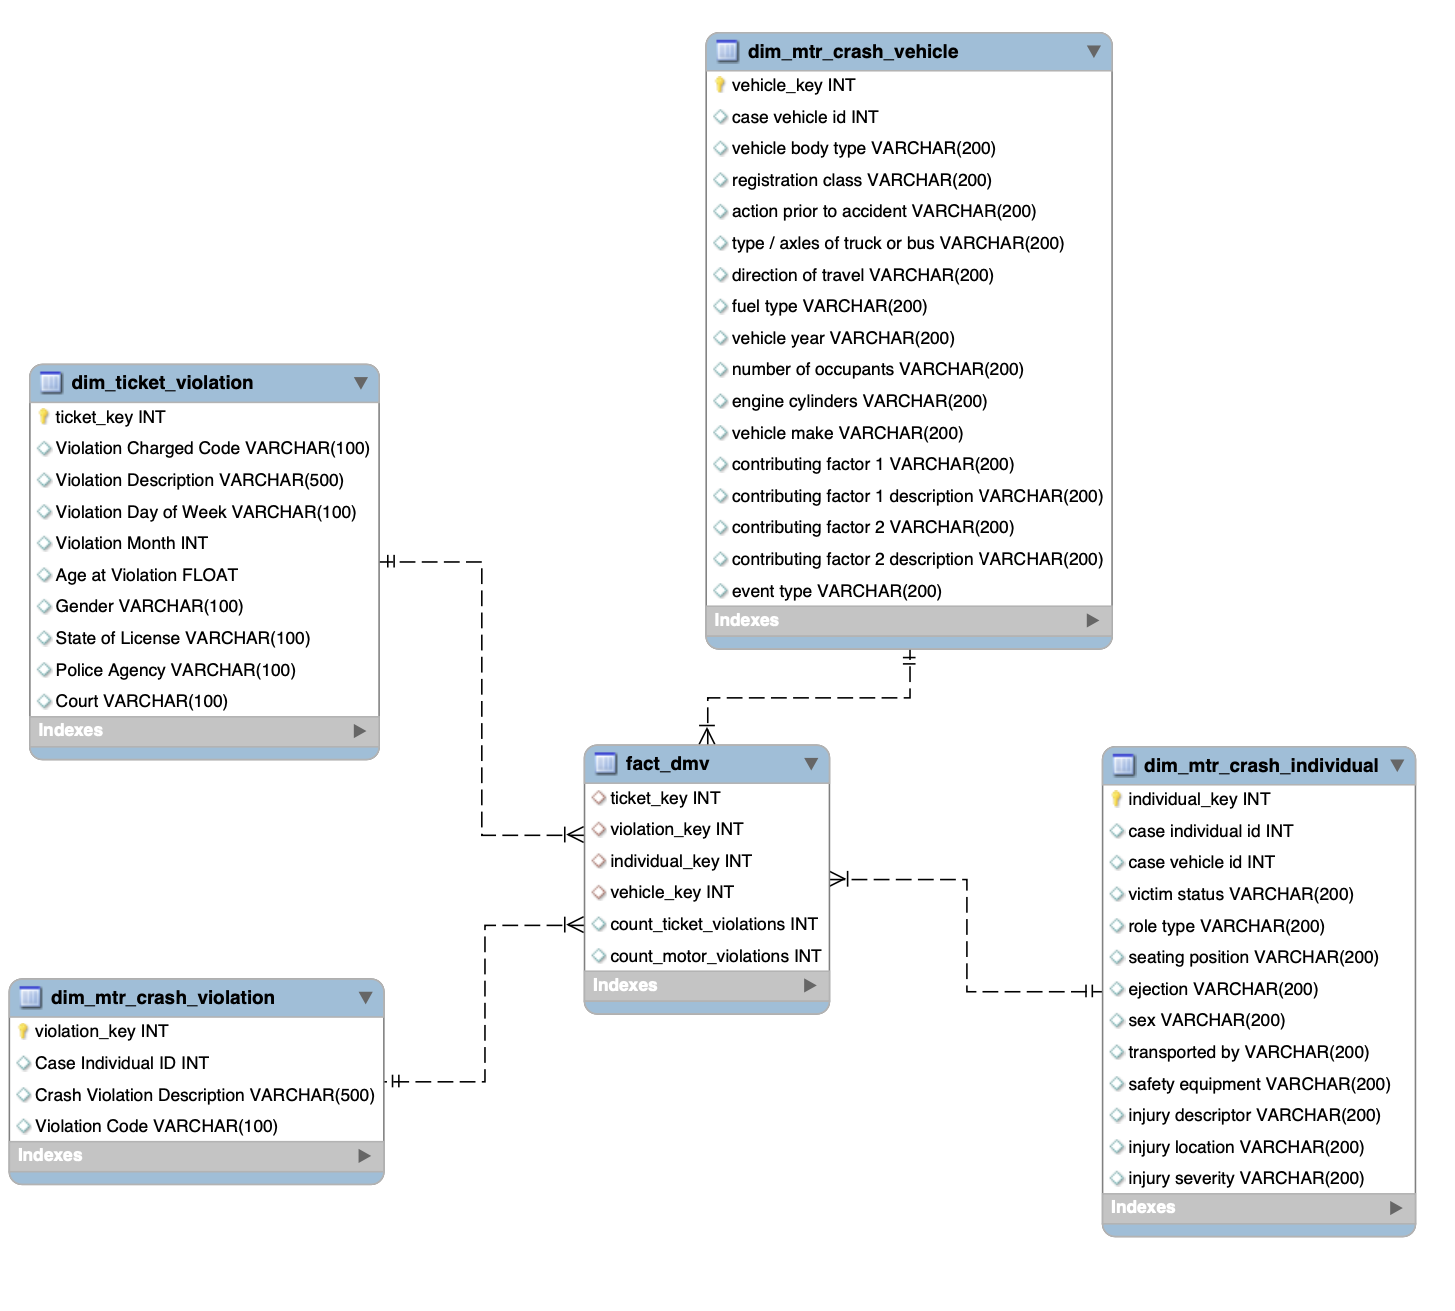 dim_mtr_crash_vehicle
vehicle_key INT
case vehicle id INT
vehicle body type VARCHAR(200)
registration class VARCHAR(200)
action prior to accident VARCHAR(200)
type / axles of truck or bus VARCHAR(200)
direction of travel VARCHAR(200)
fuel type VARCHAR(200)
vehicle year VARCHAR(200)
number of occupants VARCHAR(200)
engine cylinders VARCHAR(200)
vehicle make VARCHAR(200)
contributing factor 1 VARCHAR(200)
contributing factor 1 description VARCHAR(200)
contributing factor 2 VARCHAR(200)
contributing factor 2 description VARCHAR(200)
event type VARCHAR(200)
Indexes
dim_ticket_violation
ticket_key INT
Violation Charged Code VARCHAR(100)
Violation Description VARCHAR(500)
Violation Day of Week VARCHAR(100)
Violation Month INT
Age at Violation FLOAT
Gender VARCHAR(100)
State of License VARCHAR(100)
Police Agency VARCHAR(100)
Court VARCHAR(100)
Indexes
fact_dmv
ticket_key INT
violation_key INT
individual_key INT
vehicle_key INT
count_ticket_violations INT
count_motor_violations INT
Indexes
dim_mtr_crash_individual
individual_key INT
case individual id INT
case vehicle id INT
victim status VARCHAR(200)
role type VARCHAR(200)
seating position VARCHAR(200)
ejection VARCHAR(200)
sex VARCHAR(200)
transported by VARCHAR(200)
safety equipment VARCHAR(200)
injury descriptor VARCHAR(200)
injury location VARCHAR(200)
injury severity VARCHAR(200)
Indexes
dim_mtr_crash_violation
violation_key INT
Case Individual ID INT
Crash Violation Description VARCHAR(500)
Violation Code VARCHAR(100)
Indexes